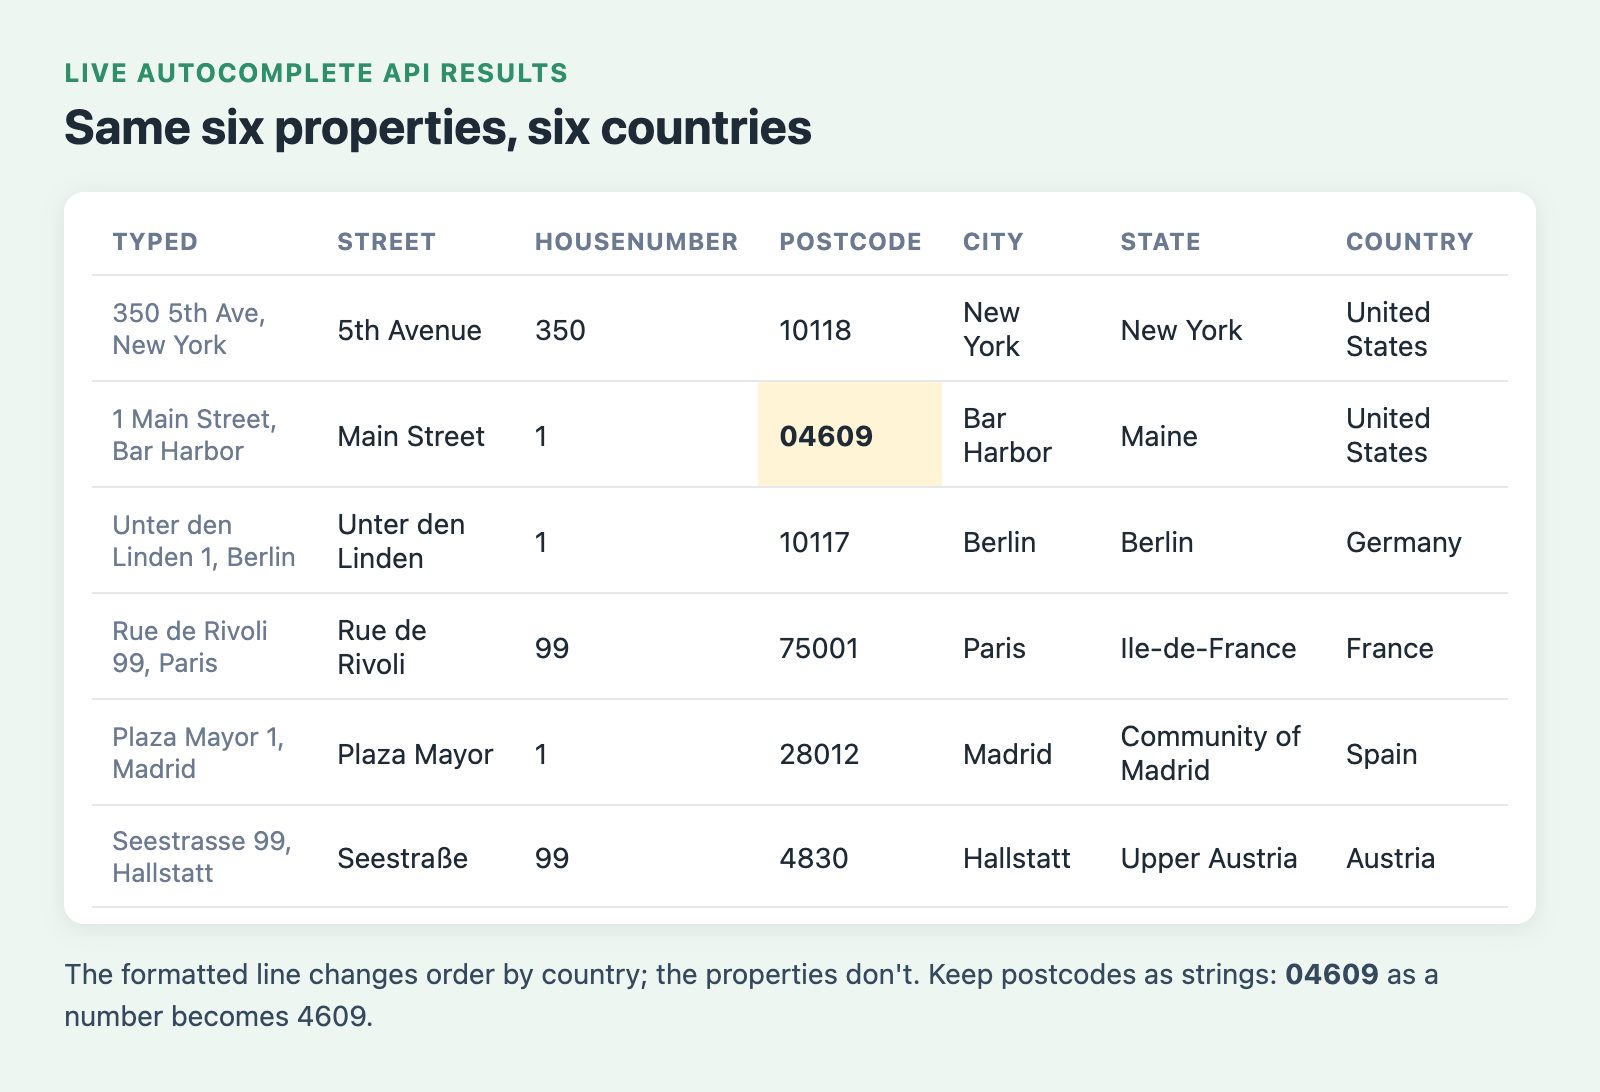 LIVE AUTOCOMPLETE API RESULTS
Same six properties, six countries
TYPED STREET HOUSENUMBER POSTCODE CITY STATE COUNTRY
350 5th Ave, New York 5th Avenue 350 10118 New York New York United States
1 Main Street, Bar Harbor Main Street 1 04609 Bar Harbor Maine United States
Unter den Linden 1, Berlin Unter den Linden 1 10117 Berlin Berlin Germany
Rue de Rivoli 99, Paris Rue de Rivoli 99 75001 Paris Ile-de-France France
Plaza Mayor 1, Madrid Plaza Mayor 1 28012 Madrid Community of Madrid Spain
Seestrasse 99, Hallstatt Seestraße 99 4830 Hallstatt Upper Austria Austria
The formatted line changes order by country; the properties don't. Keep postcodes as strings: 04609 as a
number becomes 4609.